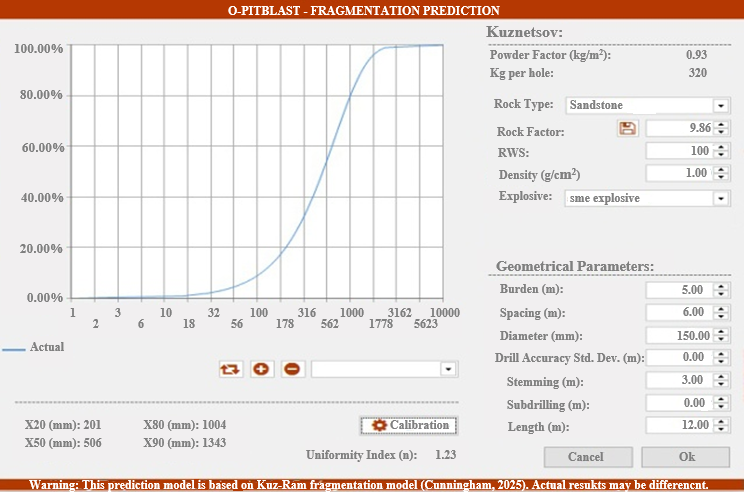 O-PITBLAST - FRAGMENTATION PREDICTION
Kuznetsov:
Powder Factor (kg/m²): 0.93
Kg per hole: 320
Rock Type: Sandstone
Rock Factor: 9.86
RWS: 100
Density (g/cm²) 1.00
Explosive: sme explosive
Geometrical Parameters:
Burden (m): 5.00
Spacing (m): 6.00
Diameter (mm): 150.00
Drill Accuracy Std. Dev. (m): 0.00
Stemming (m): 3.00
Subdrilling (m): 0.00
Length (m): 12.00
Cancel Ok
100.00%
80.00%
60.00%
40.00%
20.00%
0.00%
1 3 10 32 100 316 1000 3162 10000
2 6 18 56 178 562 1778 5623
Actual
X20 (mm): 201 X80 (mm): 1004
X50 (mm): 506 X90 (mm): 1343
Calibration
Uniformity Index (n): 1.23
Warning: This prediction model is based on Kuz-Ram fragmentation model (Cunningham, 2025). Actual resukts may be differencnt.